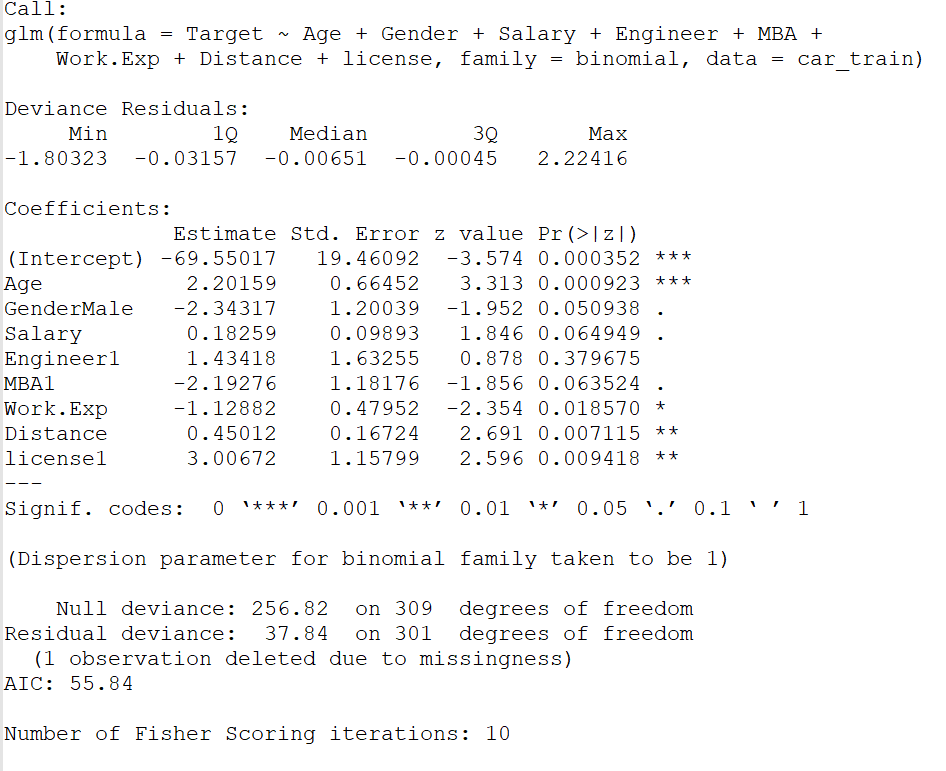 Call:
glm(formula = Target ~ Age + Gender + Salary + Engineer + MBA +
    Work.Exp + Distance + license, family = binomial, data = car_train)

Deviance Residuals:
     Min        1Q    Median        3Q       Max
-1.80323  -0.03157  -0.00651  -0.00045   2.22416

Coefficients:
             Estimate Std. Error z value Pr(>|z|)
(Intercept) -69.55017   19.46092  -3.574 0.000352 ***
Age           2.20159    0.66452   3.313 0.000923 ***
GenderMale   -2.34317    1.20039  -1.952 0.050938 .
Salary        0.18259    0.09893   1.846 0.064949 .
Engineer1     1.43418    1.63255   0.878 0.379675
MBA1         -2.19276    1.18176  -1.856 0.063524 .
Work.Exp     -1.12882    0.47952  -2.354 0.018570 *
Distance      0.45012    0.16724   2.691 0.007115 **
license1      3.00672    1.15799   2.596 0.009418 **
---
Signif. codes:  0 ‘***’ 0.001 ‘**’ 0.01 ‘*’ 0.05 ‘.’ 0.1 ‘ ’ 1

(Dispersion parameter for binomial family taken to be 1)

    Null deviance: 256.82  on 309  degrees of freedom
Residual deviance:  37.84  on 301  degrees of freedom
  (1 observation deleted due to missingness)
AIC: 55.84

Number of Fisher Scoring iterations: 10